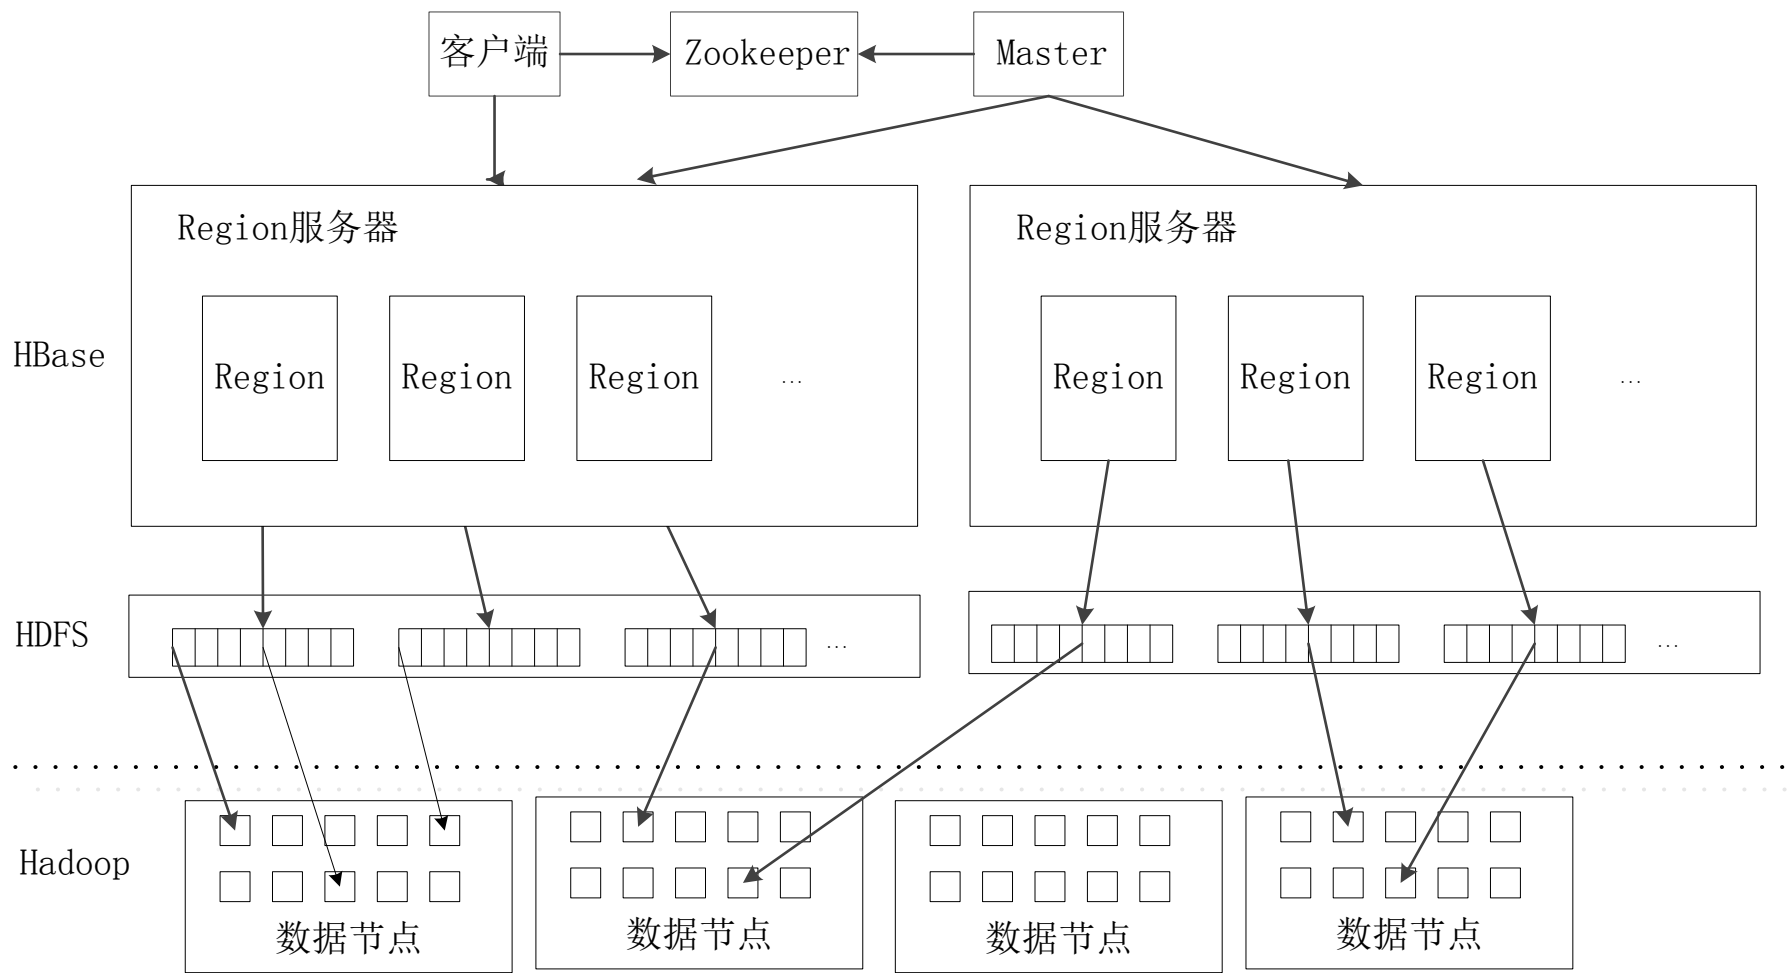 客户端
Zookeeper
Master
Region服务器
Region服务器
HBase
Region
Region
Region
...
Region
Region
Region
...
HDFS
...
...
Hadoop
数据节点
数据节点
数据节点
数据节点